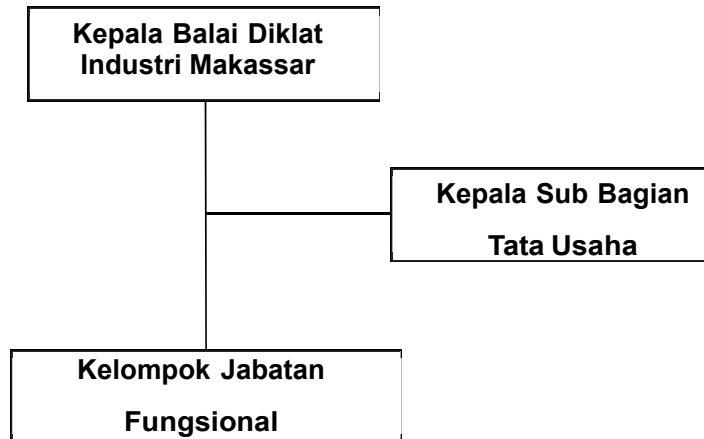 Kepala Balai Diklat
Industri Makassar
Kepala Sub Bagian
Tata Usaha
Kelompok Jabatan
Fungsional